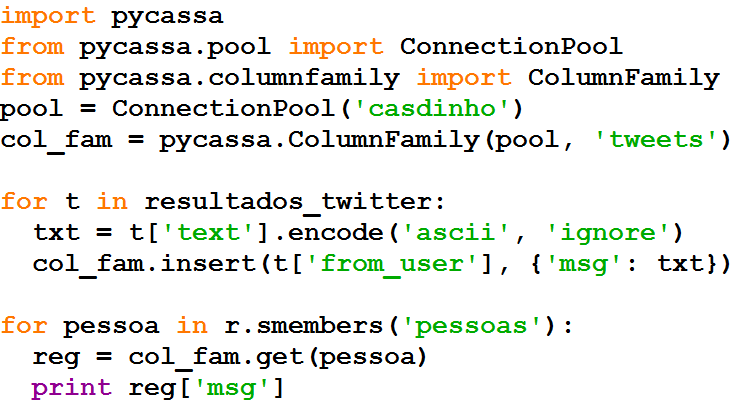 import pycassa
from pycassa.pool import ConnectionPool
from pycassa.columnfamily import ColumnFamily
pool = ConnectionPool('casdinho')
col_fam = pycassa.ColumnFamily(pool, 'tweets')

for t in resultados_twitter:
  txt = t['text'].encode('ascii', 'ignore')
  col_fam.insert(t['from_user'], {'msg': txt})

for pessoa in r.smembers('pessoas'):
  reg = col_fam.get(pessoa)
  print reg['msg']